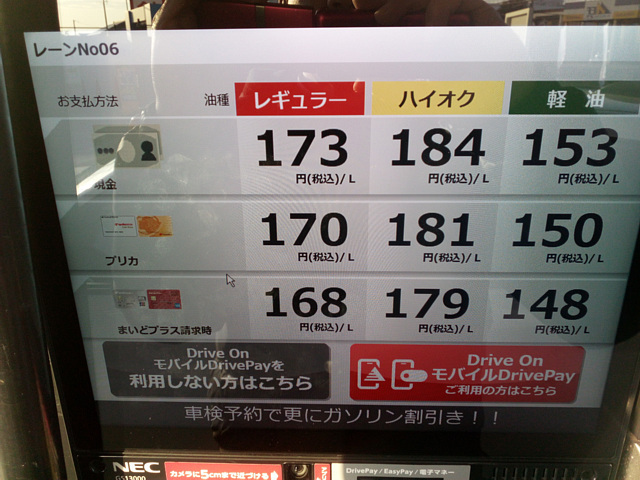 レーンNo06
お支払方法 油種 レギュラー ハイオク 軽油
現金 173 184 153
円(税込)/L 円(税込)/L 円(税込)/L
プリカ 170 181 150
円(税込)/L 円(税込)/L 円(税込)/L
まいどプラス請求時 168 179 148
円(税込)/L 円(税込)/L 円(税込)/L
Drive On
モバイルDrivePayを
利用しない方はこちら
Drive On
モバイルDrivePay
ご利用の方はこちら
車検予約で更にガソリン割引き！！
NEC
GS13000
カメラに5cmまで近づける
DrivePay / EasyPay / 電子マネー